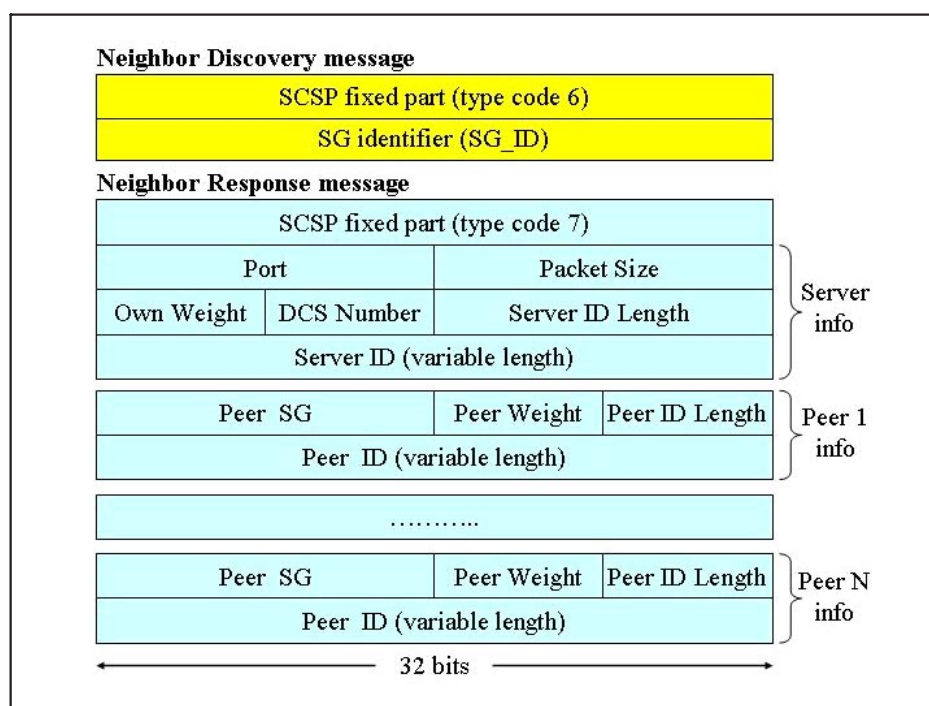 Neighbor Discovery message
SCSP fixed part (type code 6)
SG identifier (SG_ID)
Neighbor Response message
SCSP fixed part (type code 7)
Port Packet Size
Own Weight DCS Number Server ID Length
Server ID (variable length)
Server
info
Peer SG Peer Weight Peer ID Length
Peer ID (variable length)
Peer 1
info
………..
Peer SG Peer Weight Peer ID Length
Peer ID (variable length)
Peer N
info
32 bits